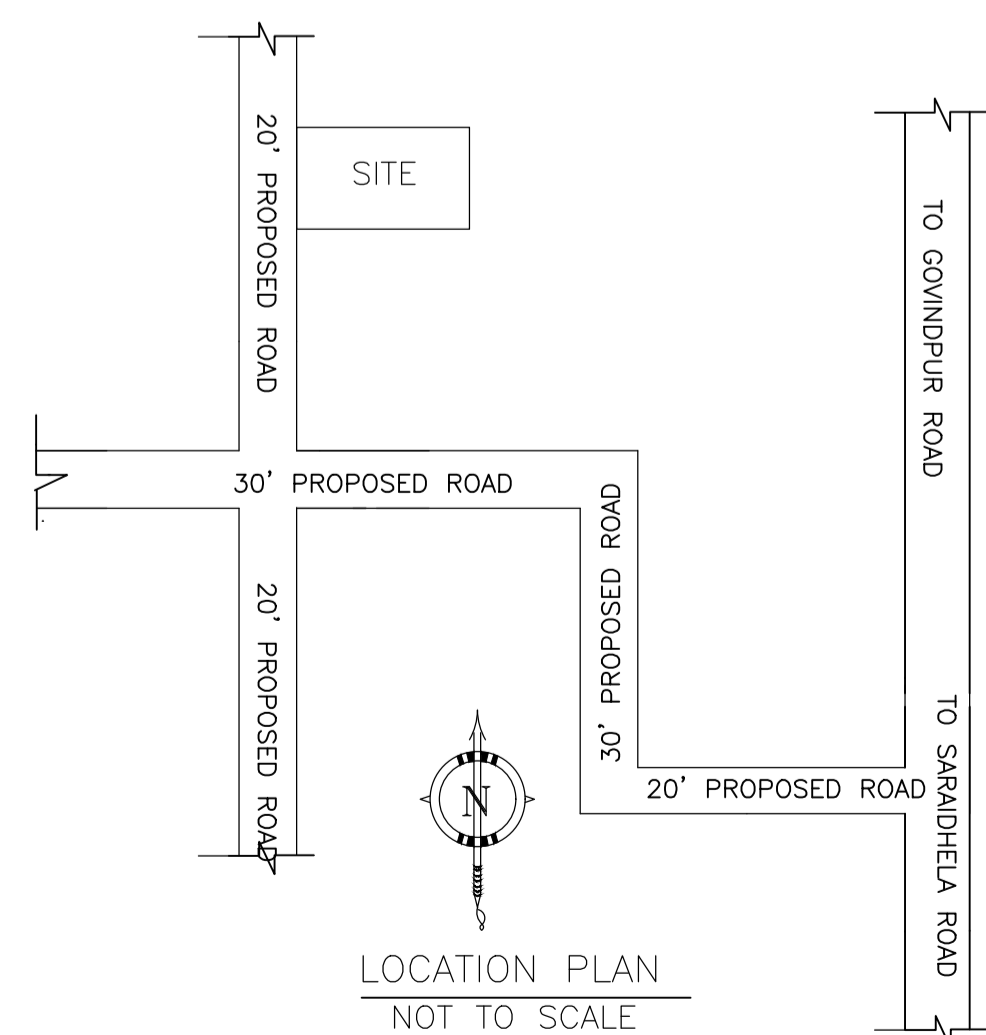 20' PROPOSED ROAD
SITE
TO GOVINDPUR ROAD
30' PROPOSED ROAD
30' PROPOSED ROAD
20' PROPOSED ROAD
20' PROPOSED ROAD
TO SARAIDHELA ROAD
N
LOCATION PLAN
NOT TO SCALE